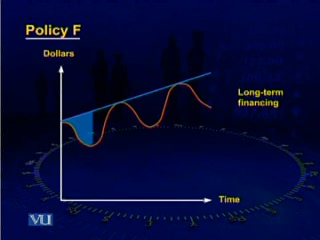 Policy F
Dollars
Long-term
financing
Time
VU